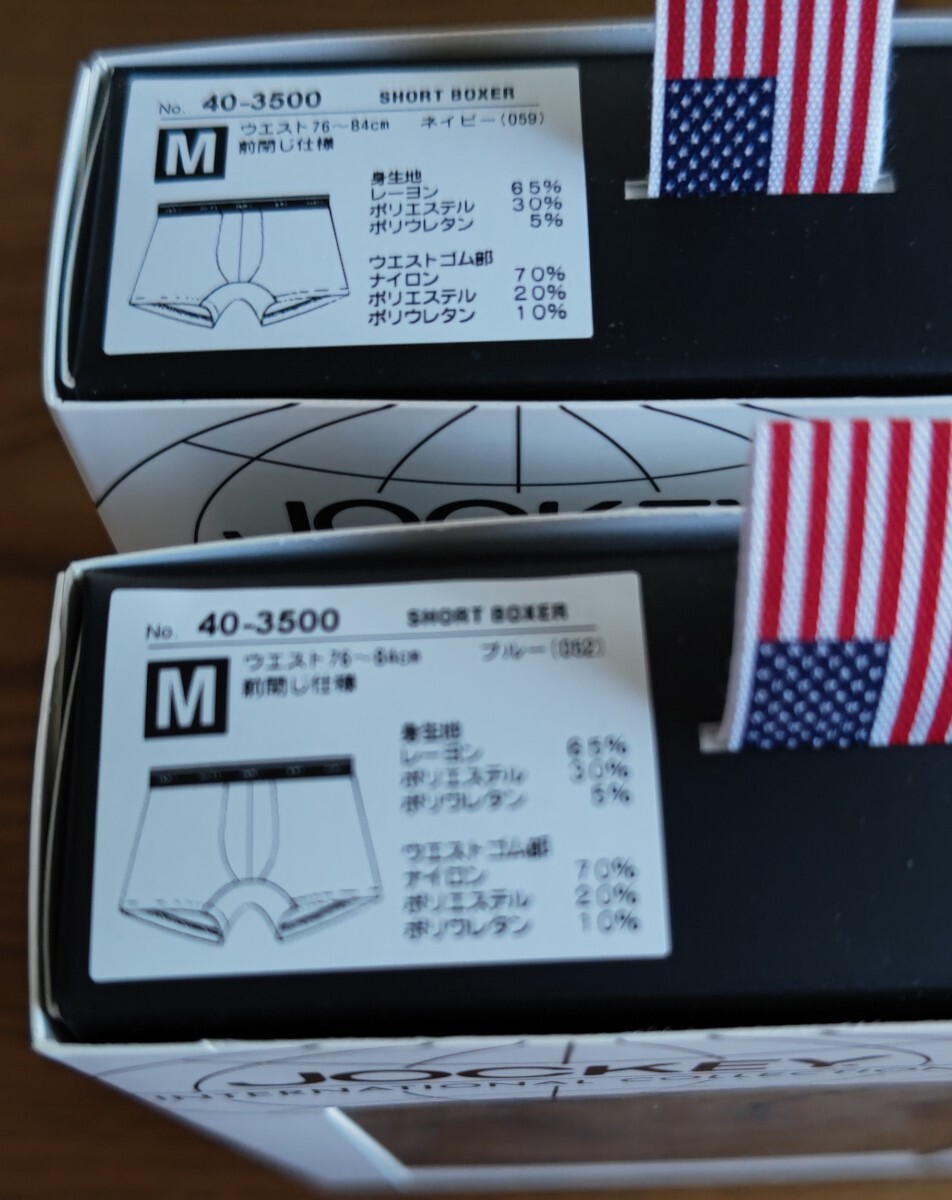 No. 40-3500 SHORT BOXER
M
ウエスト76〜84cm ネイビー(059)
前閉じ仕様
身生地
レーヨン 65%
ポリエステル 30%
ポリウレタン 5%
ウエストゴム部
ナイロン 70%
ポリエステル 20%
ポリウレタン 10%
JOCKEY
No. 40-3500 SHORT BOXER
M
ウエスト76〜84cm ブルー(052)
前閉じ仕様
身生地
レーヨン 65%
ポリエステル 30%
ポリウレタン 5%
ウエストゴム部
ナイロン 70%
ポリエステル 20%
ポリウレタン 10%
JOCKEY
INTERNATIONAL COLLECTION